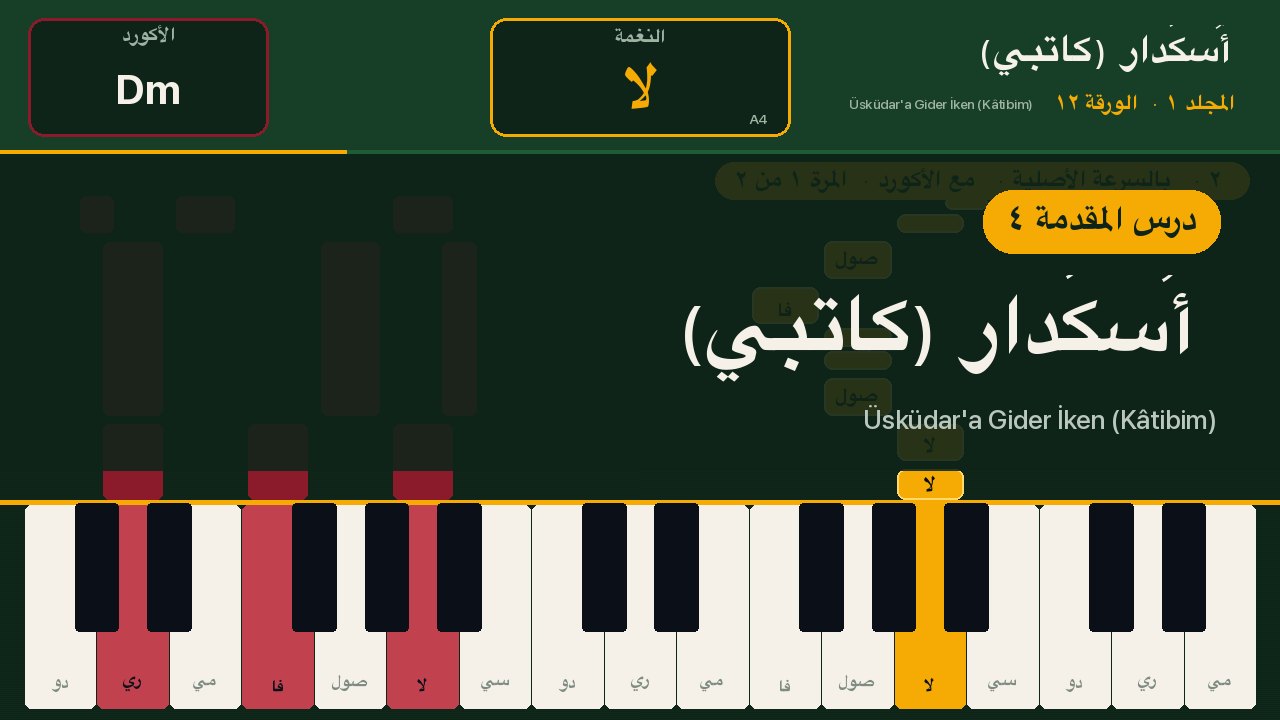 أُسكُدار (كاتبي)
المجلد ١ · الورقة ١٢
Üsküdar'a Gider İken (Kâtibim)
النغمة
لا
A4
الأكورد
Dm
٢ · بالسرعة الأصلية · مع الأكورد · المرة ١ من ٢
درس المقدمة ٤
صول
فا
أُسكُدار (كاتبي)
صول
Üsküdar'a Gider İken (Kâtibim)
لا
لا
دو ري مي فا صول لا سي دو ري مي فا صول لا سي دو ري مي